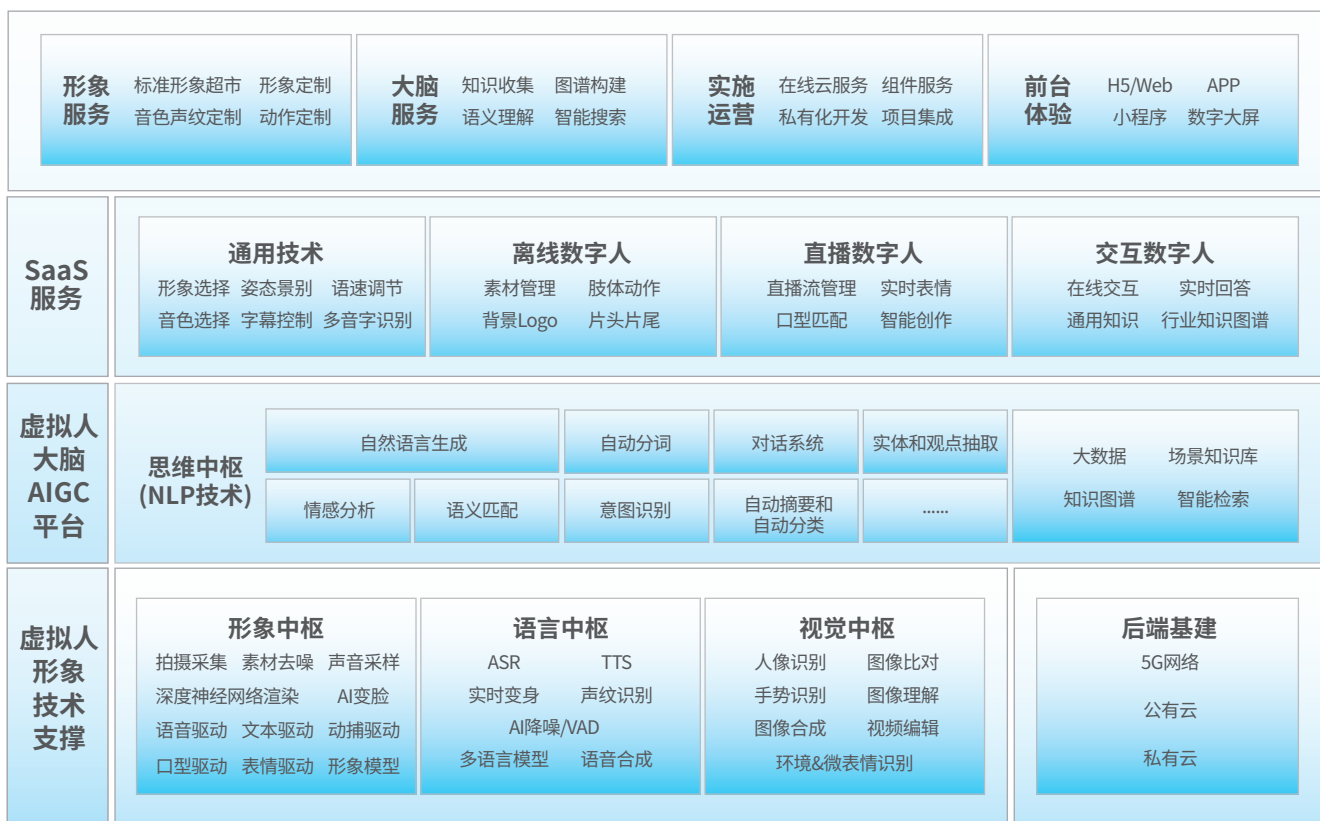 形象
服务
标准形象超市 形象定制
音色声纹定制 动作定制
大脑
服务
知识收集 图谱构建
语义理解 智能搜索
实施
运营
在线云服务 组件服务
私有化开发 项目集成
前台
体验
H5/Web APP
小程序 数字大屏
SaaS
服务
通用技术
形象选择 姿态景别 语速调节
音色选择 字幕控制 多音字识别
离线数字人
素材管理 肢体动作
背景Logo 片头片尾
直播数字人
直播流管理 实时表情
口型匹配 智能创作
交互数字人
在线交互 实时回答
通用知识 行业知识图谱
虚拟人
大脑
AIGC
平台
思维中枢
(NLP技术)
自然语言生成
自动分词
对话系统
实体和观点抽取
情感分析
语义匹配
意图识别
自动摘要和
自动分类
......
大数据 场景知识库
知识图谱 智能检索
虚拟人
形象
技术
支撑
形象中枢
拍摄采集 素材去噪 声音采样
深度神经网络渲染 AI变脸
语音驱动 文本驱动 动捕驱动
口型驱动 表情驱动 形象模型
语言中枢
ASR TTS
实时变身 声纹识别
AI降噪/VAD
多语言模型 语音合成
视觉中枢
人像识别 图像比对
手势识别 图像理解
图像合成 视频编辑
环境&微表情识别
后端基建
5G网络
公有云
私有云